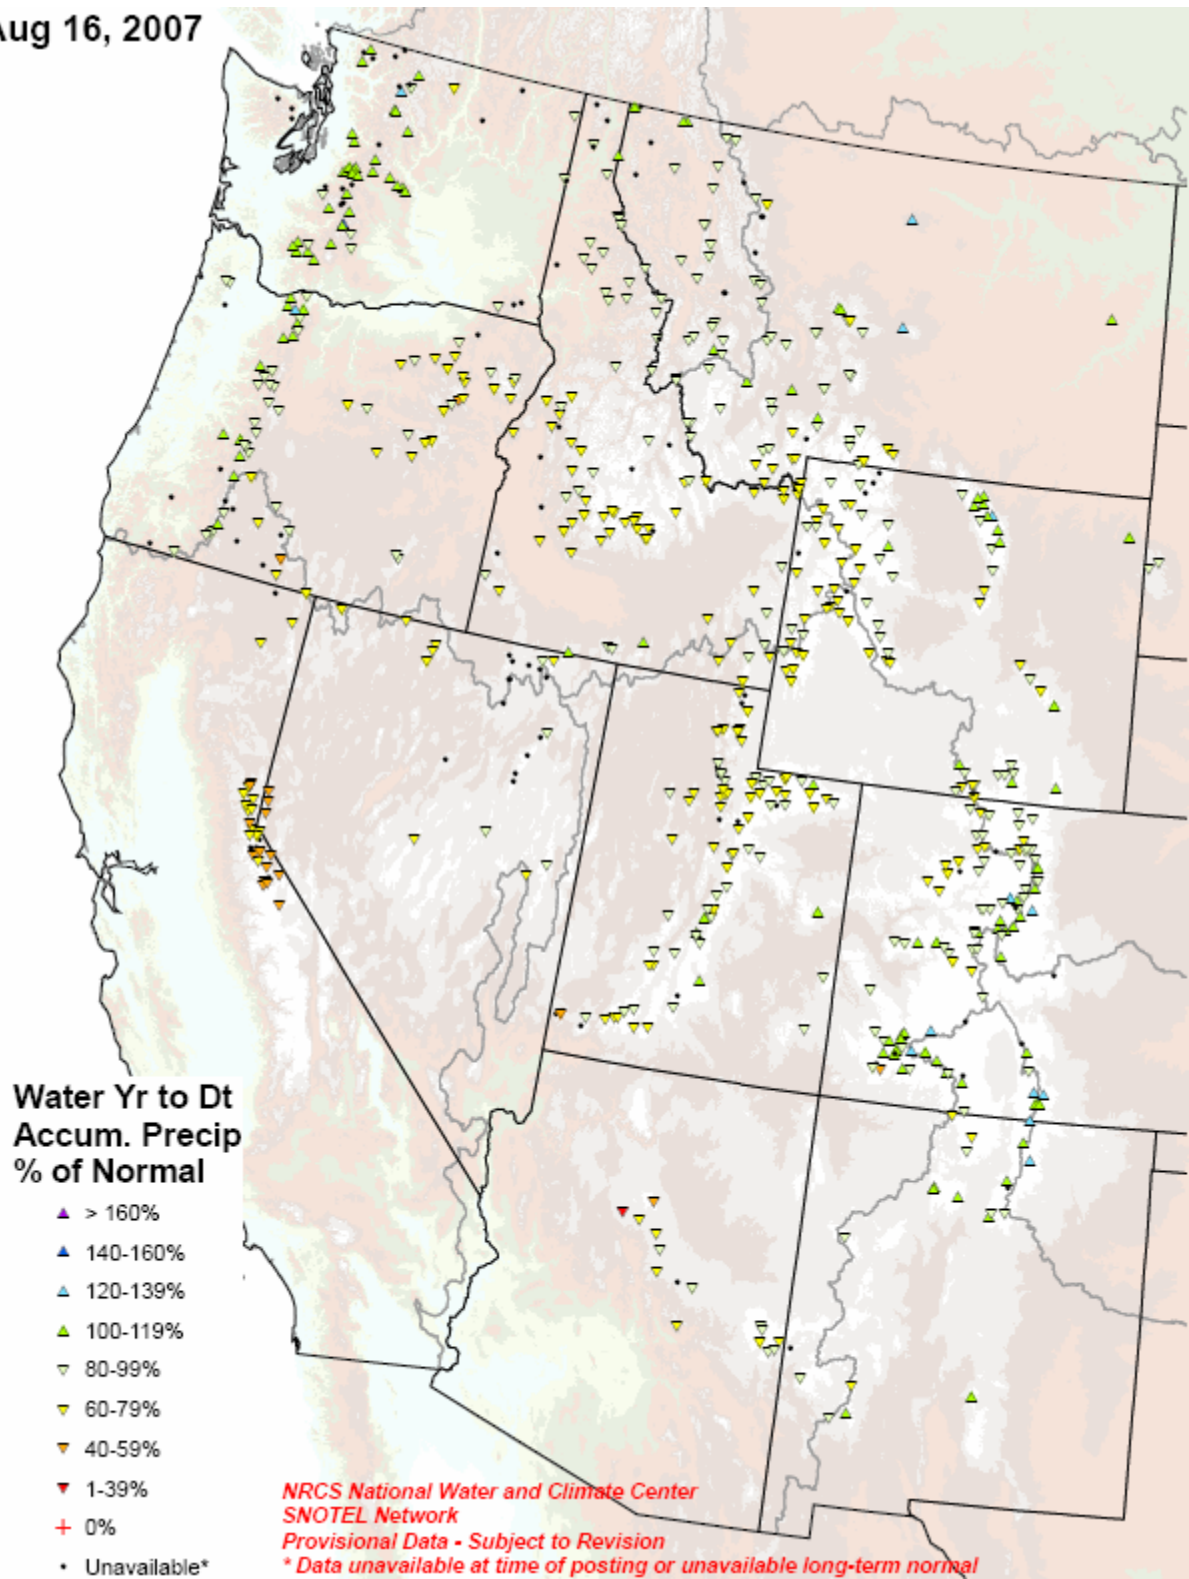 Aug 16, 2007
Water Yr to Dt
Accum. Precip
% of Normal
> 160%
140-160%
120-139%
100-119%
80-99%
60-79%
40-59%
1-39%
0%
Unavailable*
NRCS National Water and Climate Center
SNOTEL Network
Provisional Data - Subject to Revision
* Data unavailable at time of posting or unavailable long-term normal